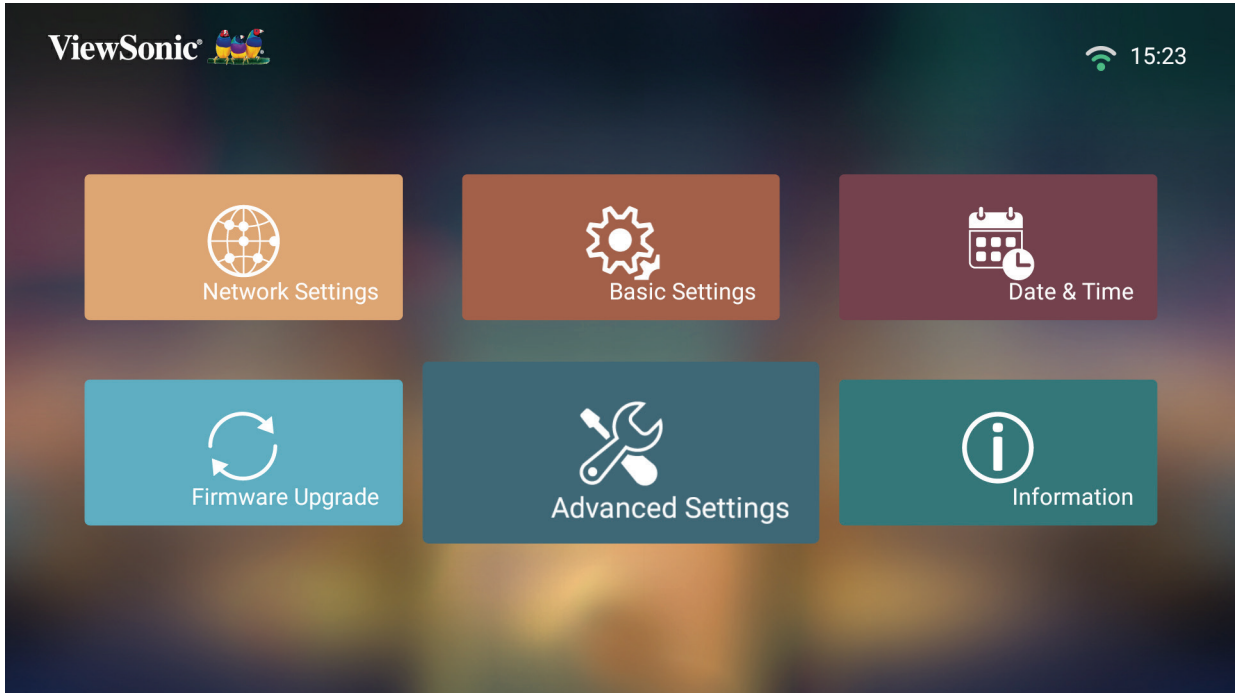 ViewSonic®
15:23
Network Settings
Basic Settings
Date & Time
Firmware Upgrade
Advanced Settings
Information